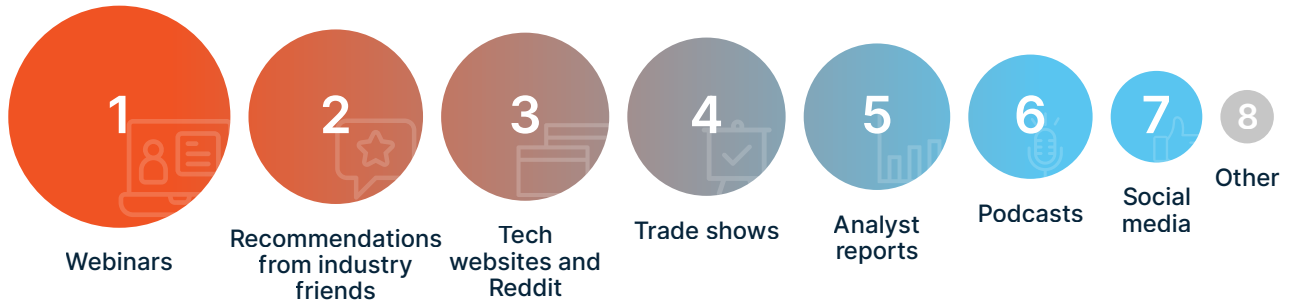 1
Webinars
2
Recommendations
from industry
friends
3
Tech
websites and
Reddit
4
Trade shows
5
Analyst
reports
6
Podcasts
7
Social
media
8
Other